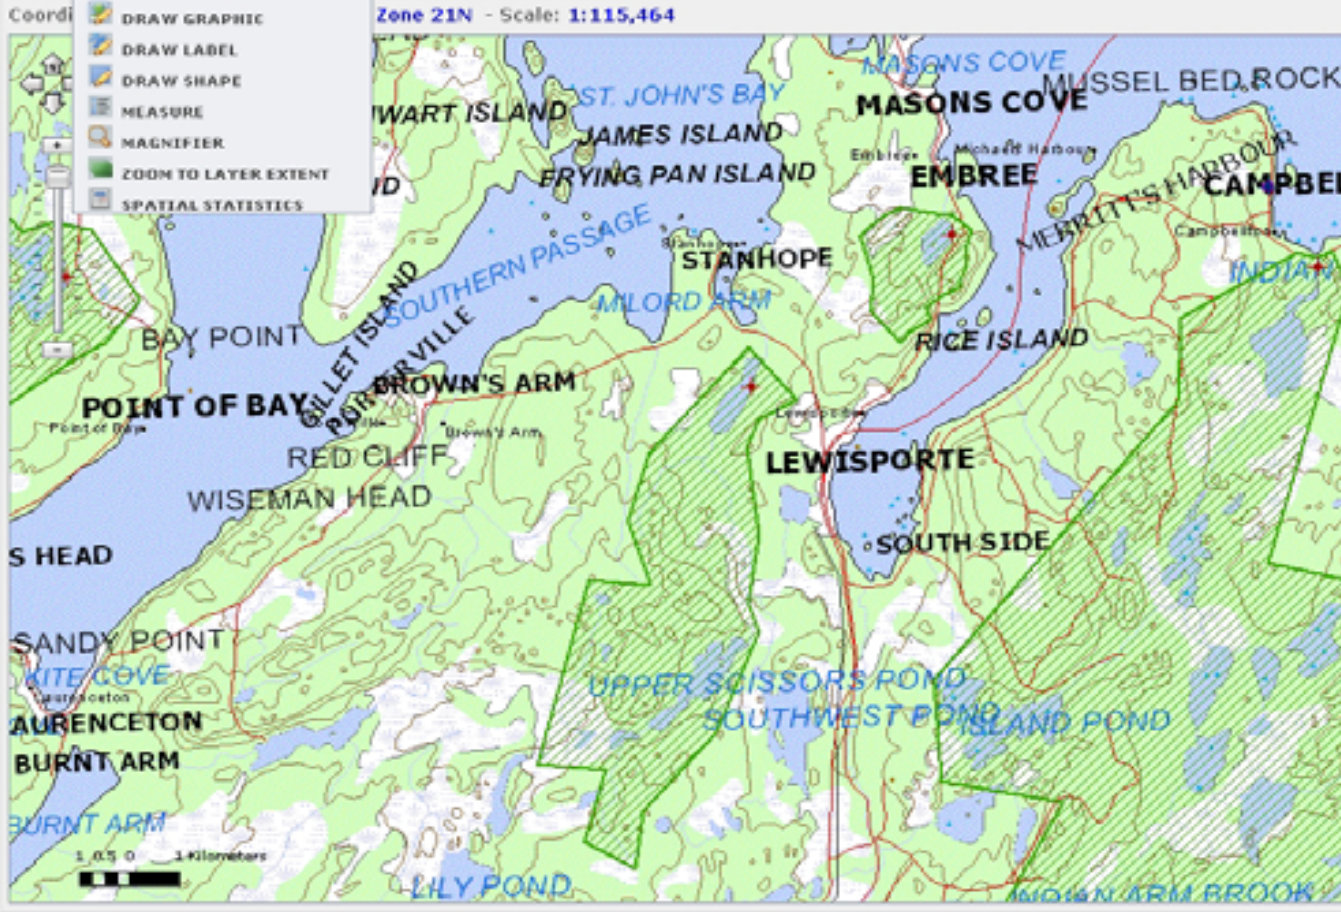 Coordi
Zone 21N - Scale: 1:115,464
DRAW GRAPHIC
DRAW LABEL
DRAW SHAPE
MEASURE
MAGNIFIER
ZOOM TO LAYER EXTENT
SPATIAL STATISTICS
MASONS COVE
MUSSEL BED ROCK
ST. JOHN'S BAY
MASONS COVE
WART ISLAND
JAMES ISLAND
Embree
Michaels Harbour
MERRITT'S HARBOUR
FRYING PAN ISLAND
EMBREE
CAMPBEL
ND
SOUTHERN PASSAGE
Stanhope
STANHOPE
Campbellton
INDIAN
MILORD ARM
BAY POINT
GILLET ISLAND
PORTERVILLE
RICE ISLAND
BROWN'S ARM
POINT OF BAY
Point of Bay
Brown's Arm
Lewisporte
RED CLIFF
LEWISPORTE
WISEMAN HEAD
S HEAD
SOUTH SIDE
SANDY POINT
KITE COVE
Laurenceton
UPPER SCISSORS POND
AURENCETON
SOUTHWEST POND
ISLAND POND
BURNT ARM
BURNT ARM
1 0.5 0 1 Kilometers
LILY POND
INDIAN ARM BROOK